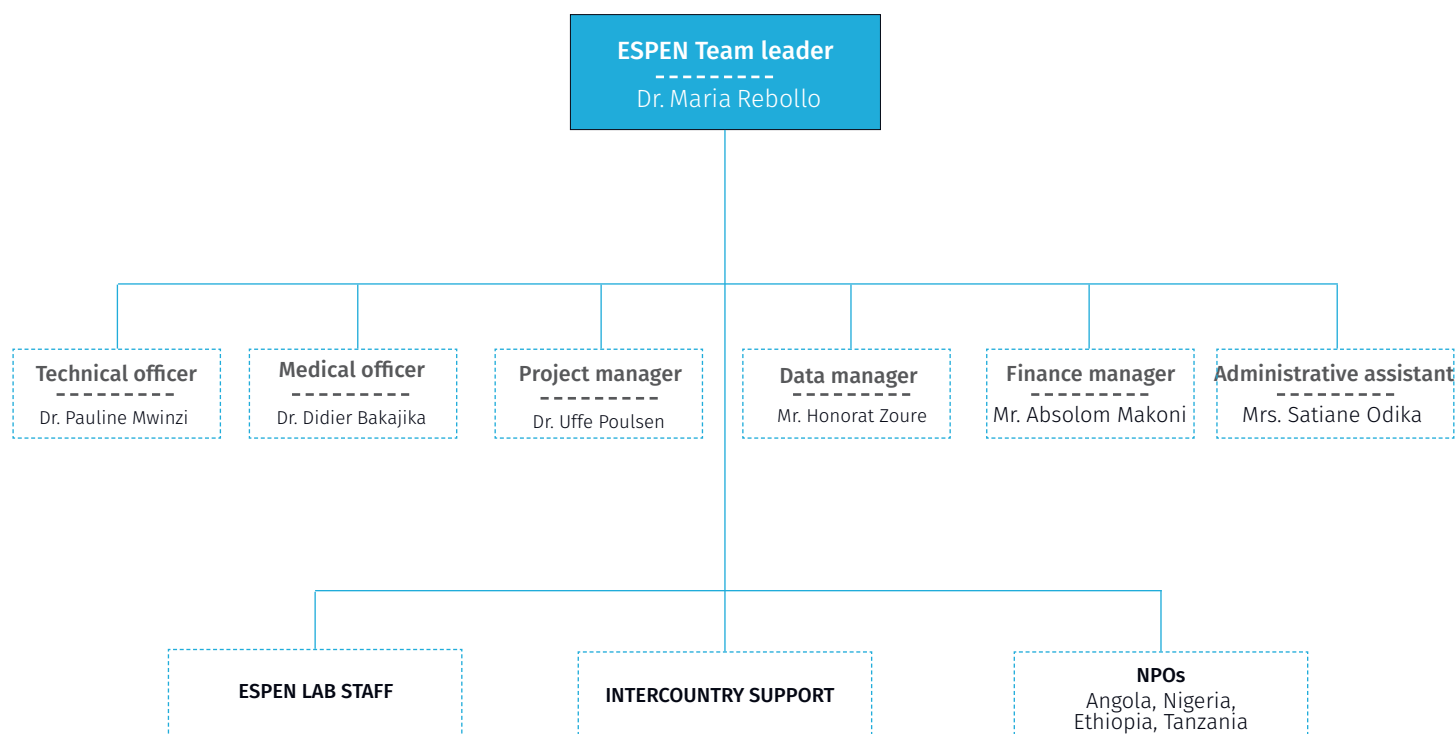 ESPEN Team leader
Dr. Maria Rebollo
Technical officer
Dr. Pauline Mwinzi
Medical officer
Dr. Didier Bakajika
Project manager
Dr. Uffe Poulsen
Data manager
Mr. Honorat Zoure
Finance manager
Mr. Absolom Makoni
Administrative assistant
Mrs. Satiane Odika
ESPEN LAB STAFF
INTERCOUNTRY SUPPORT
NPOs
Angola, Nigeria,
Ethiopia, Tanzania